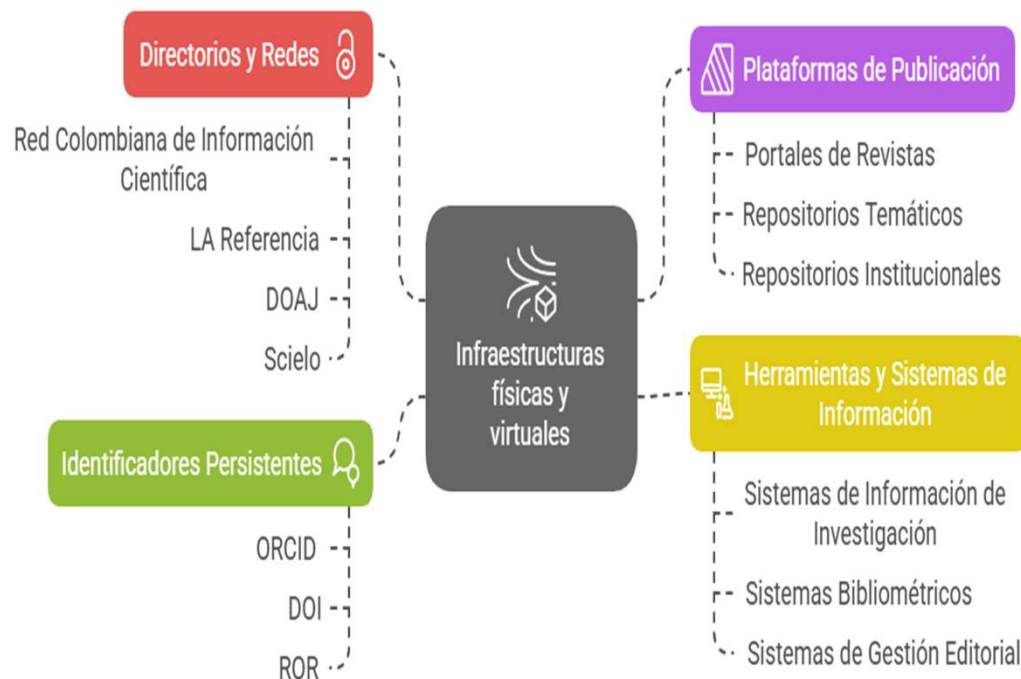 Directorios y Redes
Red Colombiana de Información
Científica
LA Referencia
DOAJ
Scielo
Identificadores Persistentes
ORCID
DOI
ROR
Infraestructuras
físicas y
virtuales
Plataformas de Publicación
Portales de Revistas
Repositorios Temáticos
Repositorios Institucionales
Herramientas y Sistemas de
Información
Sistemas de Información de
Investigación
Sistemas Bibliométricos
Sistemas de Gestión Editorial